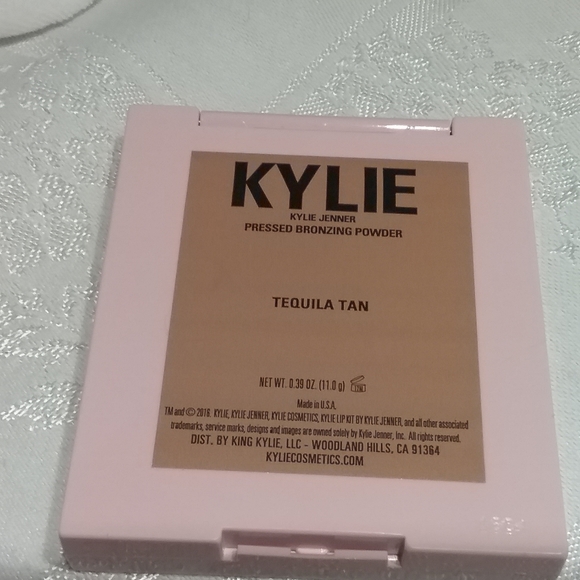 KYLIE
KYLIE JENNER
PRESSED BRONZING POWDER
TEQUILA TAN
NET WT. 0.39 OZ. (11.0 g)
Made in U.S.A.
TM and © 2016 KYLIE, KYLIE JENNER, KYLIE COSMETICS, KYLIE LIP KIT BY KYLIE JENNER, and all other associated
trademarks, service marks, designs and images are owned solely by Kylie Jenner, Inc. All rights reserved.
DIST. BY KING KYLIE, LLC - WOODLAND HILLS, CA 91364
KYLIECOSMETICS.COM